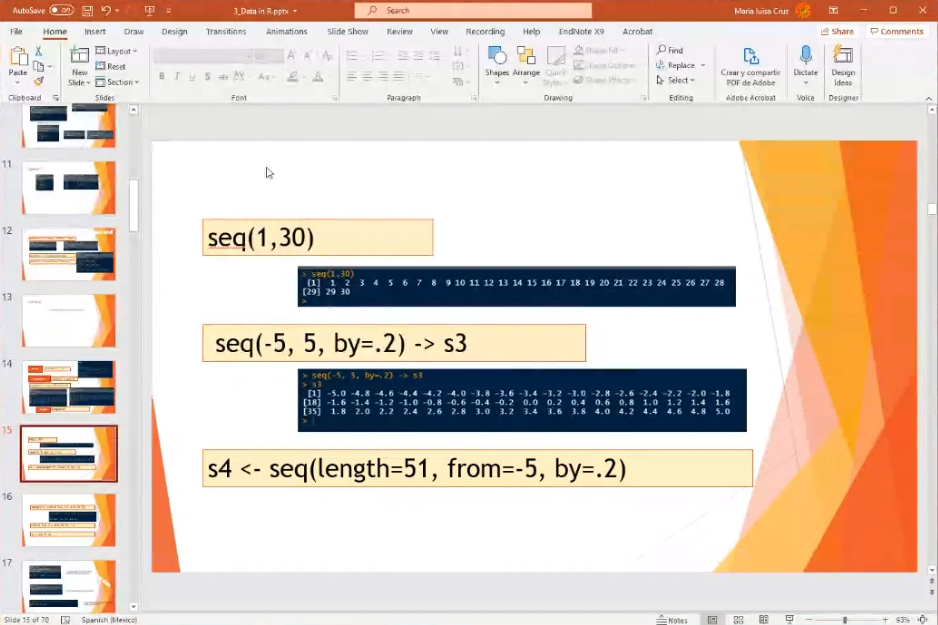 AutoSave Off 3_Data in R.pptx Search Maria luisa Cruz
File Home Insert Draw Design Transitions Animations Slide Show Review View Recording Help EndNote X9 Acrobat Share Comments
Paste New Slide Layout Reset Section Shapes Arrange Quick Styles Shape Fill Shape Outline Shape Effects Find Replace Select Crear y compartir PDF de Adobe Dictate Design Ideas
Clipboard Slides Font Paragraph Drawing Editing Adobe Acrobat Voice Designer
11
12
13
14
15
16
17
seq(1,30)
> seq(1,30)
[1] 1 2 3 4 5 6 7 8 9 10 11 12 13 14 15 16 17 18 19 20 21 22 23 24 25 26 27 28
[29] 29 30
>
seq(-5, 5, by=.2) -> s3
> seq(-5, 5, by=.2) -> s3
> s3
[1] -5.0 -4.8 -4.6 -4.4 -4.2 -4.0 -3.8 -3.6 -3.4 -3.2 -3.0 -2.8 -2.6 -2.4 -2.2 -2.0 -1.8
[18] -1.6 -1.4 -1.2 -1.0 -0.8 -0.6 -0.4 -0.2 0.0 0.2 0.4 0.6 0.8 1.0 1.2 1.4 1.6
[35] 1.8 2.0 2.2 2.4 2.6 2.8 3.0 3.2 3.4 3.6 3.8 4.0 4.2 4.4 4.6 4.8 5.0
>
s4 <- seq(length=51, from=-5, by=.2)
Slide 15 of 70 Spanish (Mexico) Notes 93%